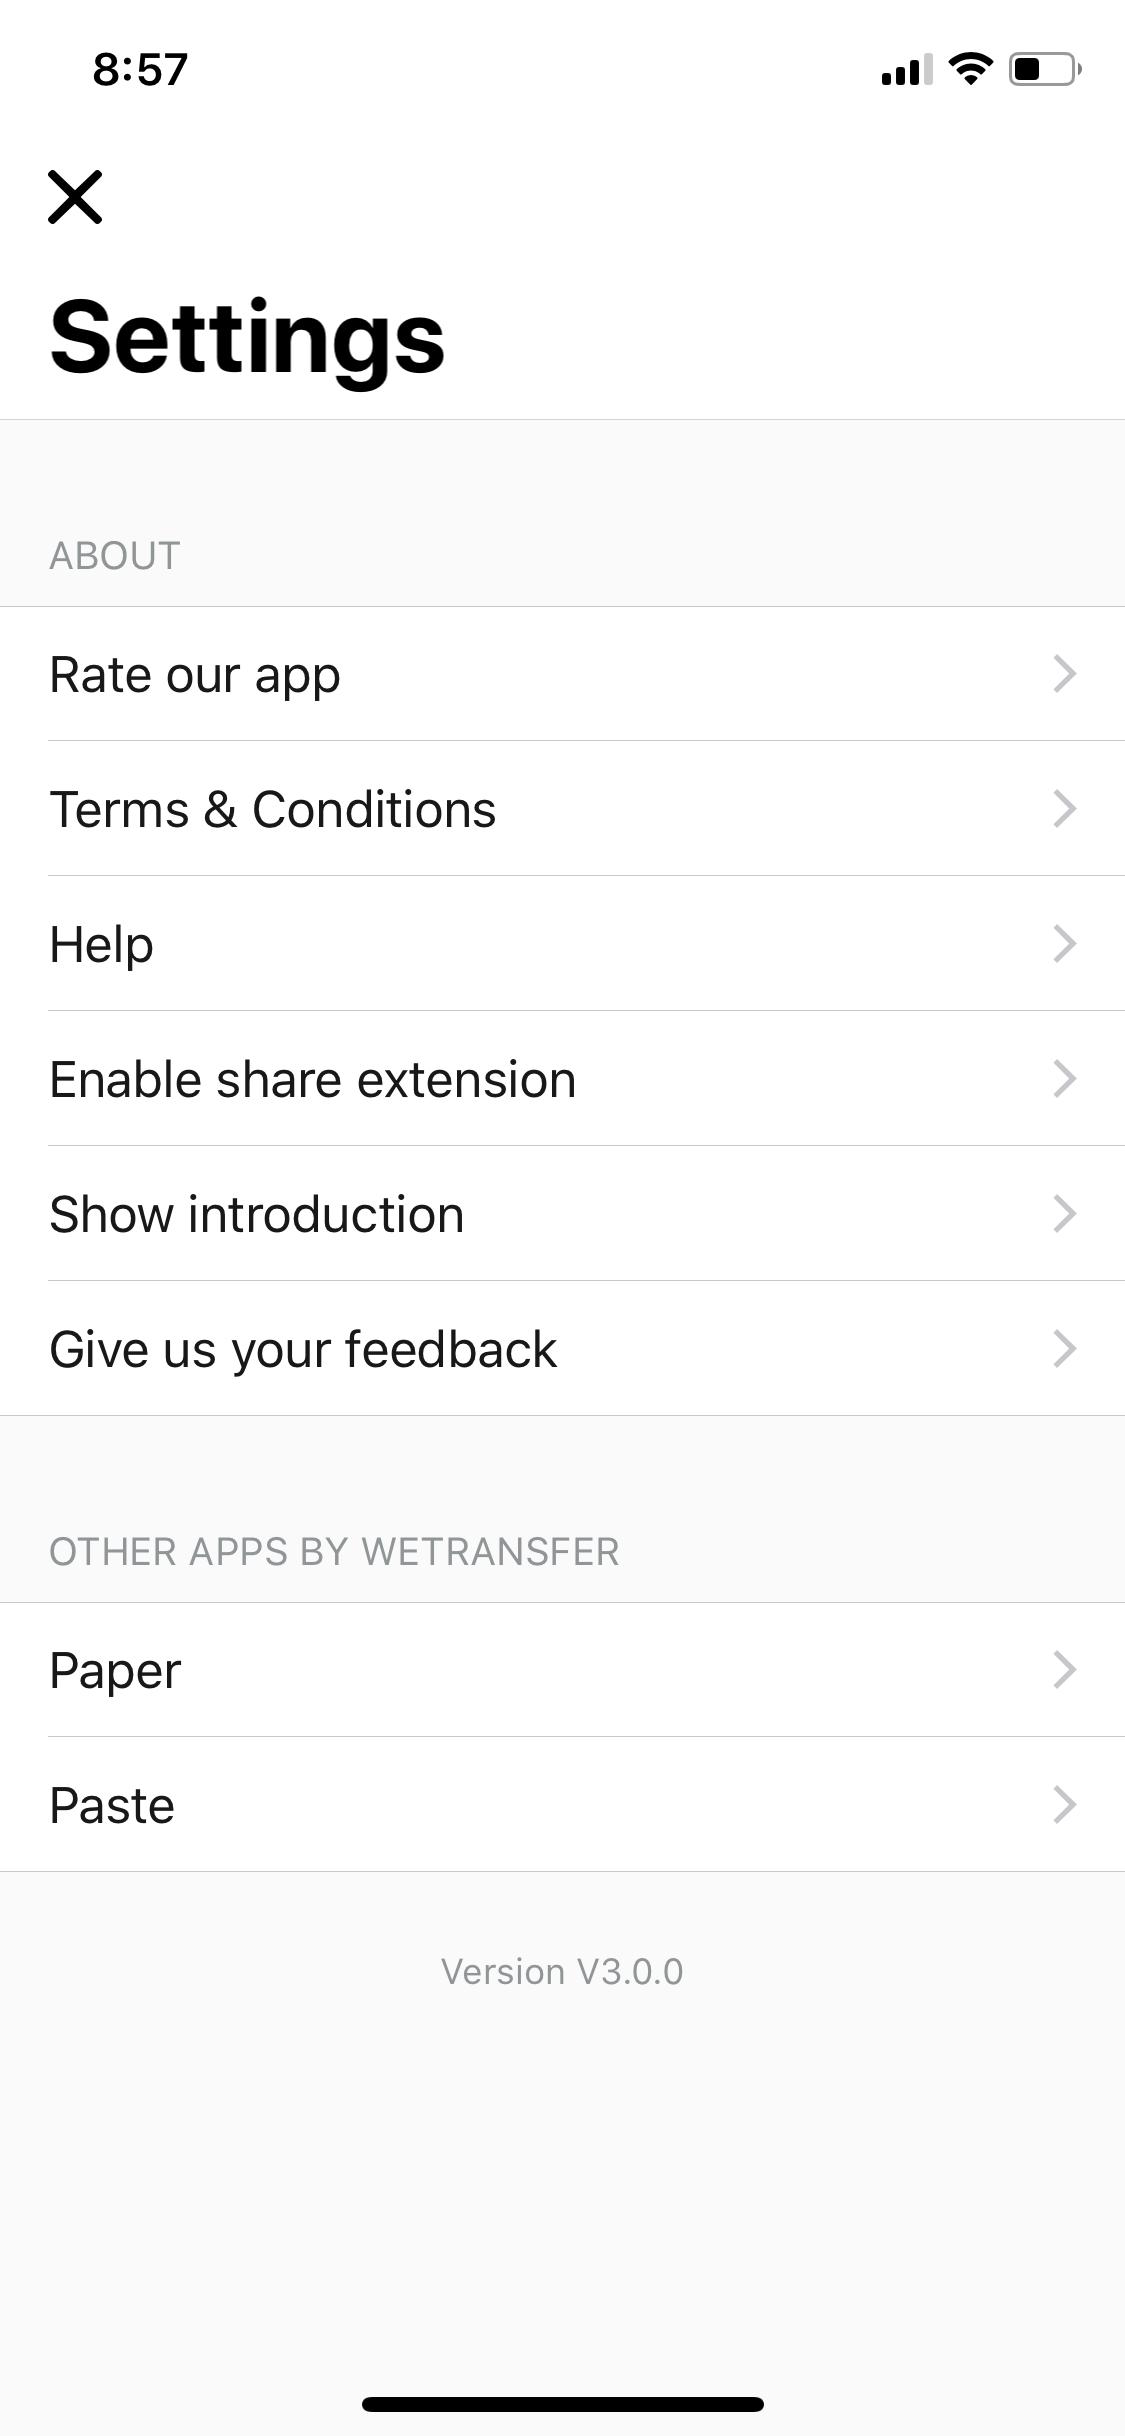 8:57
Settings
ABOUT
Rate our app
Terms & Conditions
Help
Enable share extension
Show introduction
Give us your feedback
OTHER APPS BY WETRANSFER
Paper
Paste
Version V3.0.0